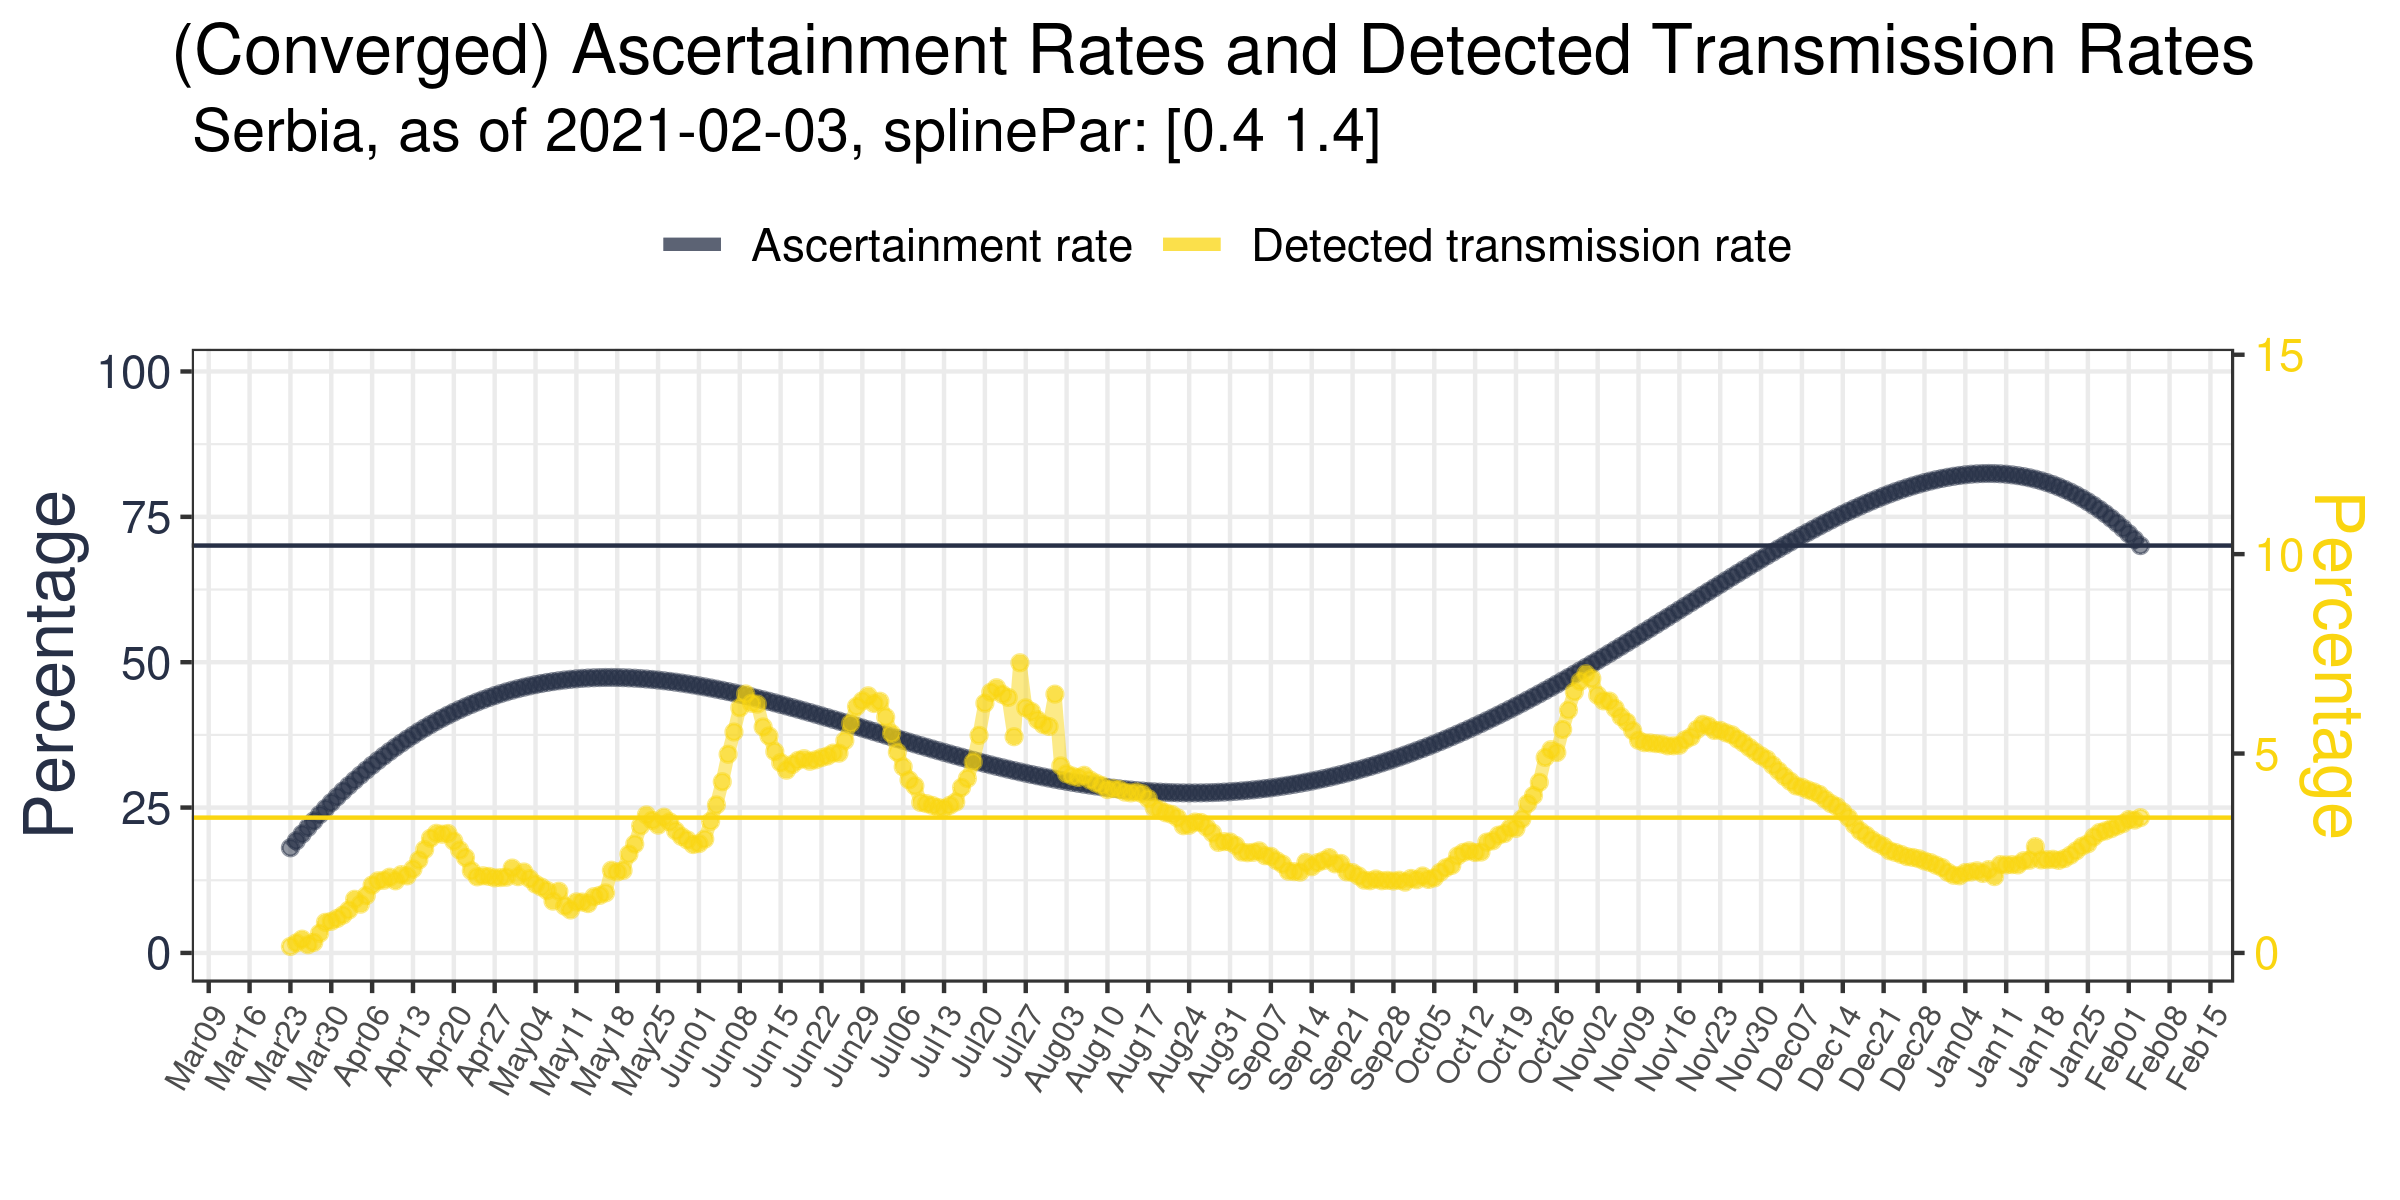 (Converged) Ascertainment Rates and Detected Transmission Rates
Serbia, as of 2021-02-03, splinePar: [0.4 1.4]
Ascertainment rate
Detected transmission rate
Percentage
100
75
50
25
0
15
10
5
0
Percentage
Mar09
Mar16
Mar23
Mar30
Apr06
Apr13
Apr20
Apr27
May04
May11
May18
May25
Jun01
Jun08
Jun15
Jun22
Jun29
Jul06
Jul13
Jul20
Jul27
Aug03
Aug10
Aug17
Aug24
Aug31
Sep07
Sep14
Sep21
Sep28
Oct05
Oct12
Oct19
Oct26
Nov02
Nov09
Nov16
Nov23
Nov30
Dec07
Dec14
Dec21
Dec28
Jan04
Jan11
Jan18
Jan25
Feb01
Feb08
Feb15